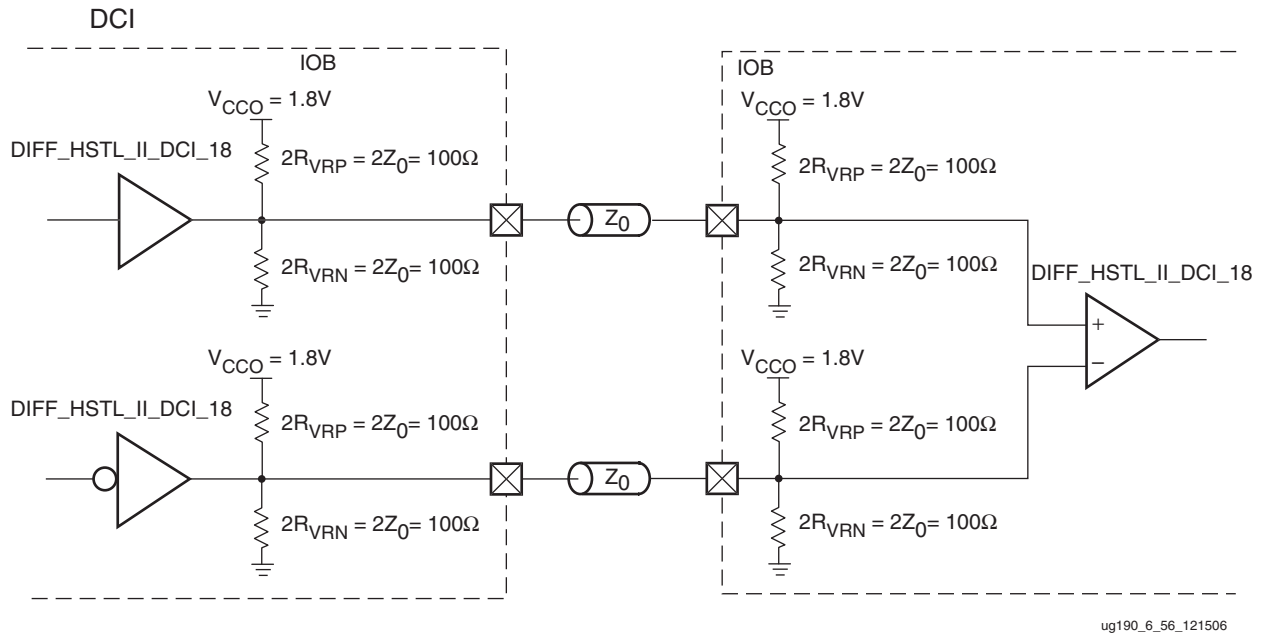 DCI
IOB
IOB
V_CCO = 1.8V
V_CCO = 1.8V
DIFF_HSTL_II_DCI_18
2R_VRP = 2Z_0= 100Ω
2R_VRP = 2Z_0= 100Ω
Z_0
2R_VRN = 2Z_0= 100Ω
2R_VRN = 2Z_0= 100Ω
DIFF_HSTL_II_DCI_18
+
V_CCO = 1.8V
V_CCO = 1.8V
−
DIFF_HSTL_II_DCI_18
2R_VRP = 2Z_0= 100Ω
2R_VRP = 2Z_0= 100Ω
Z_0
2R_VRN = 2Z_0= 100Ω
2R_VRN = 2Z_0= 100Ω
ug190_6_56_121506